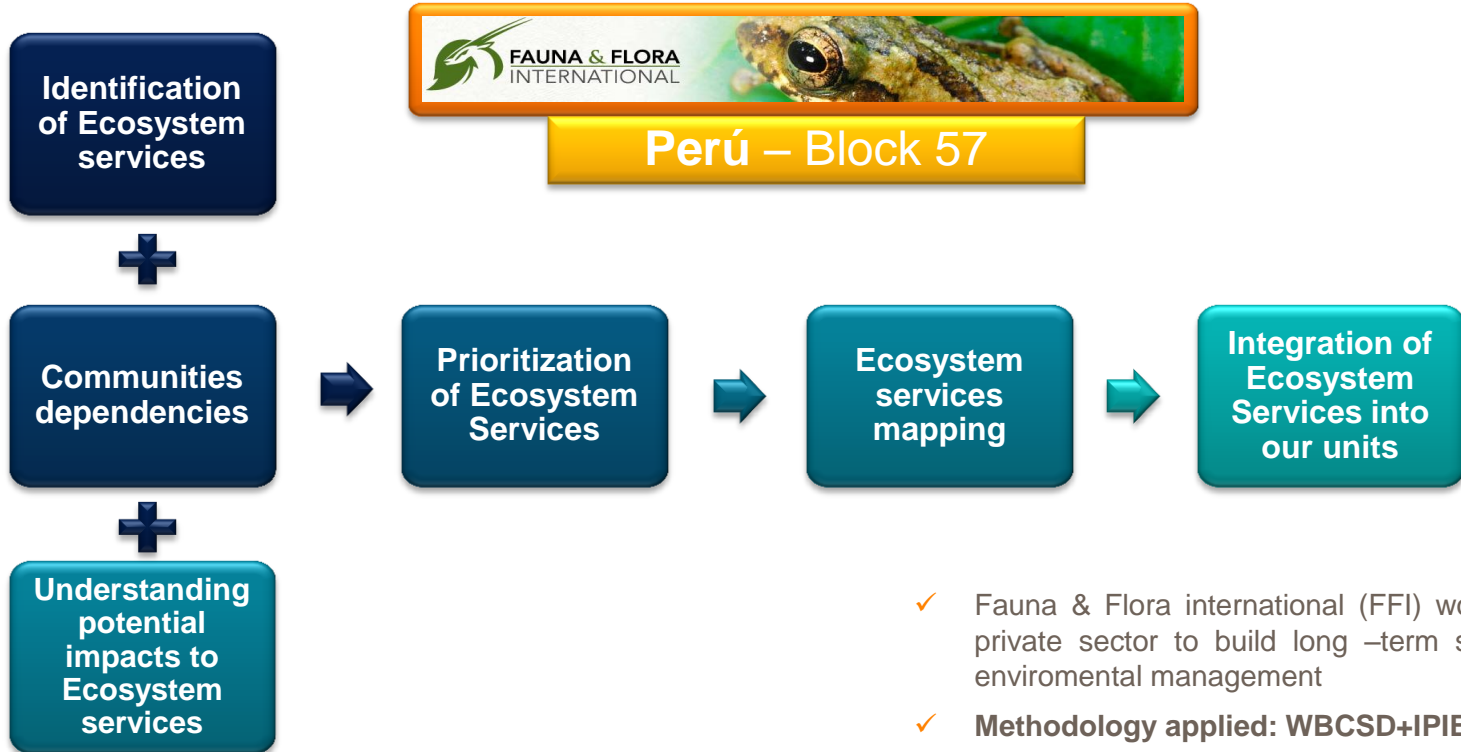 Identification
of Ecosystem
services
FAUNA & FLORA
INTERNATIONAL
Perú – Block 57
Communities
dependencies
Prioritization
of Ecosystem
Services
Ecosystem
services
mapping
Integration of
Ecosystem
Services into
our units
Understanding
potential
impacts to
Ecosystem
services
✓ Fauna & Flora international (FFI)
private sector to build long –term
enviromental management
✓ Methodology applied: